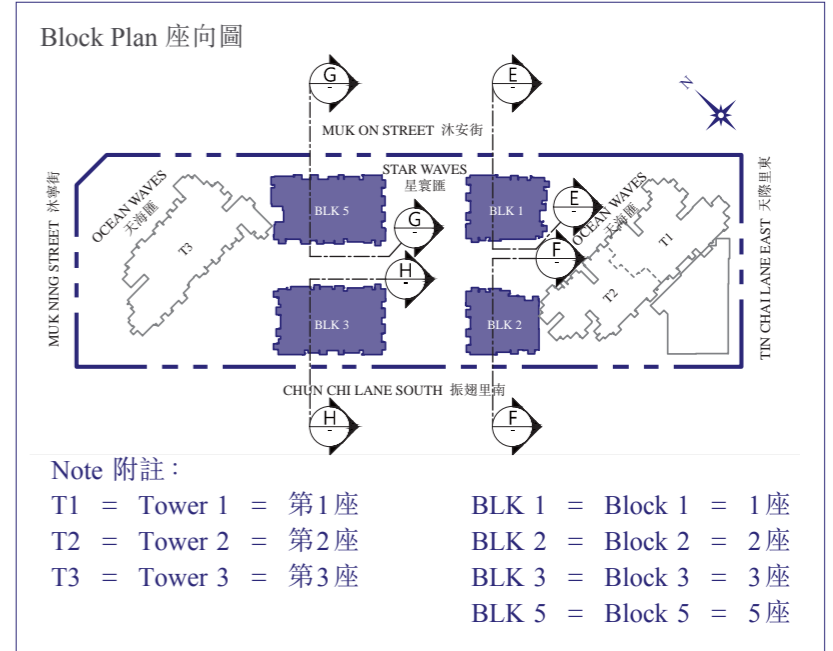 Block Plan 座向圖
G
-
E
-
N
MUK ON STREET 沐安街
STAR WAVES
星寰匯
MUK NING STREET 沐寧街
OCEAN WAVES
天海匯
T3
BLK 5
G
-
H
-
BLK 1
E
-
F
-
OCEAN WAVES
天海匯
T1
T2
TIN CHAI LANE EAST 天際里東
BLK 3
BLK 2
CHUN CHI LANE SOUTH 振翅里南
H
-
F
-
Note 附註：
T1 = Tower 1 = 第1座
T2 = Tower 2 = 第2座
T3 = Tower 3 = 第3座
BLK 1 = Block 1 = 1座
BLK 2 = Block 2 = 2座
BLK 3 = Block 3 = 3座
BLK 5 = Block 5 = 5座